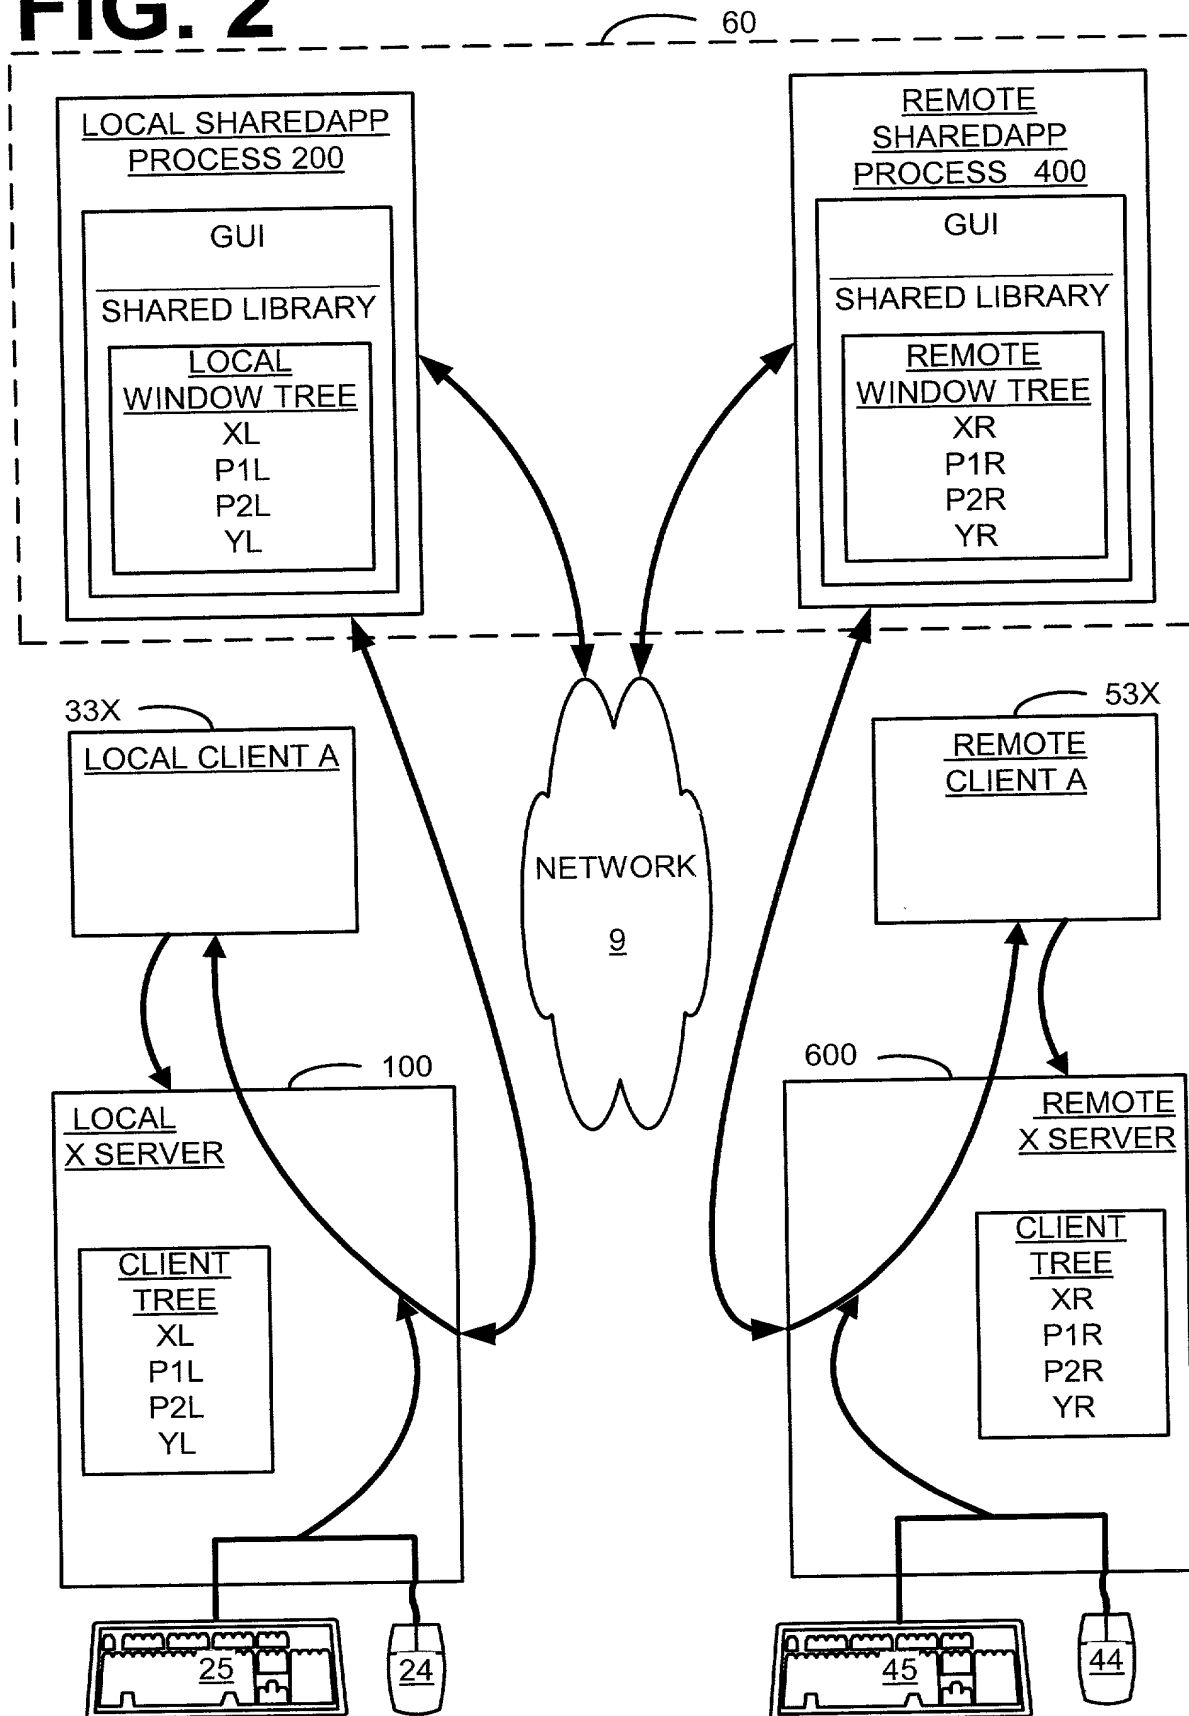 FIG. 2
60
LOCAL SHAREDAPP
PROCESS 200
GUI
SHARED LIBRARY
LOCAL
WINDOW TREE
XL
P1L
P2L
YL
REMOTE
SHAREDAPP
PROCESS 400
GUI
SHARED LIBRARY
REMOTE
WINDOW TREE
XR
P1R
P2R
YR
33X
LOCAL CLIENT A
53X
REMOTE
CLIENT A
NETWORK
9
100
LOCAL
X SERVER
CLIENT
TREE
XL
P1L
P2L
YL
600
REMOTE
X SERVER
CLIENT
TREE
XR
P1R
P2R
YR
25
24
45
44